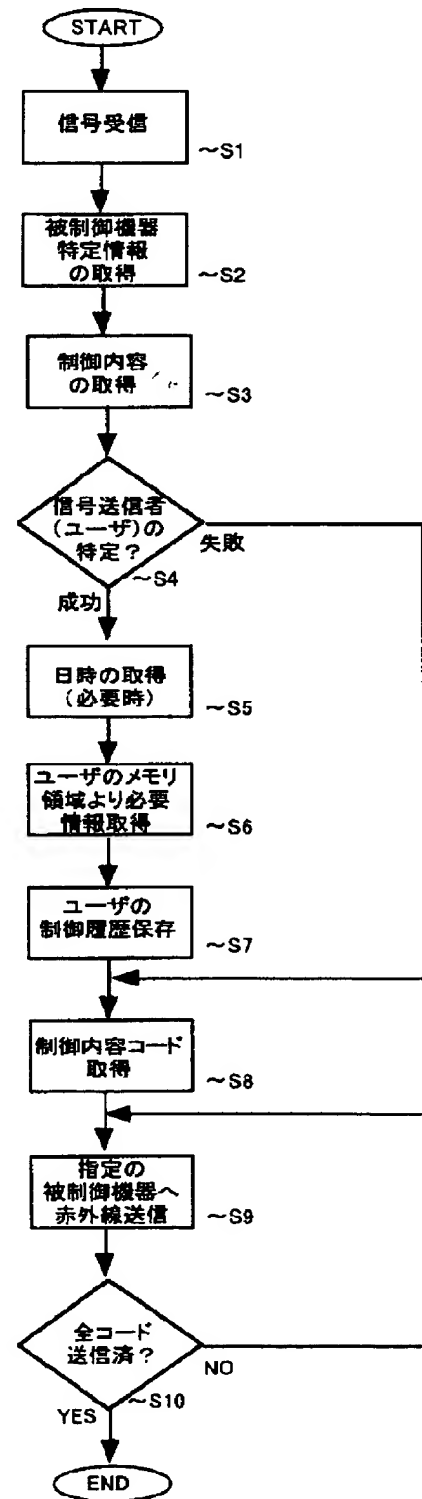 START
信号受信
～S1
被制御機器
特定情報
の取得
～S2
制御内容
の取得
～S3
信号送信者
(ユーザ)の
特定？
～S4
失敗
成功
日時の取得
(必要時)
～S5
ユーザのメモリ
領域より必要
情報取得
～S6
ユーザの
制御履歴保存
～S7
制御内容コード
取得
～S8
指定の
被制御機器へ
赤外線送信
～S9
全コード
送信済？
～S10
NO
YES
END